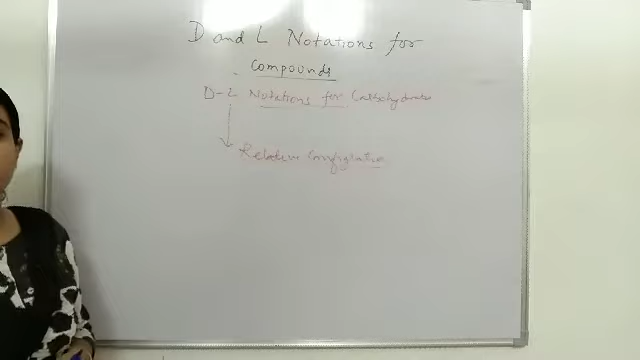 D and L Notations for
Compounds
D-L Notations for Carbohydrates
Relative Configuration